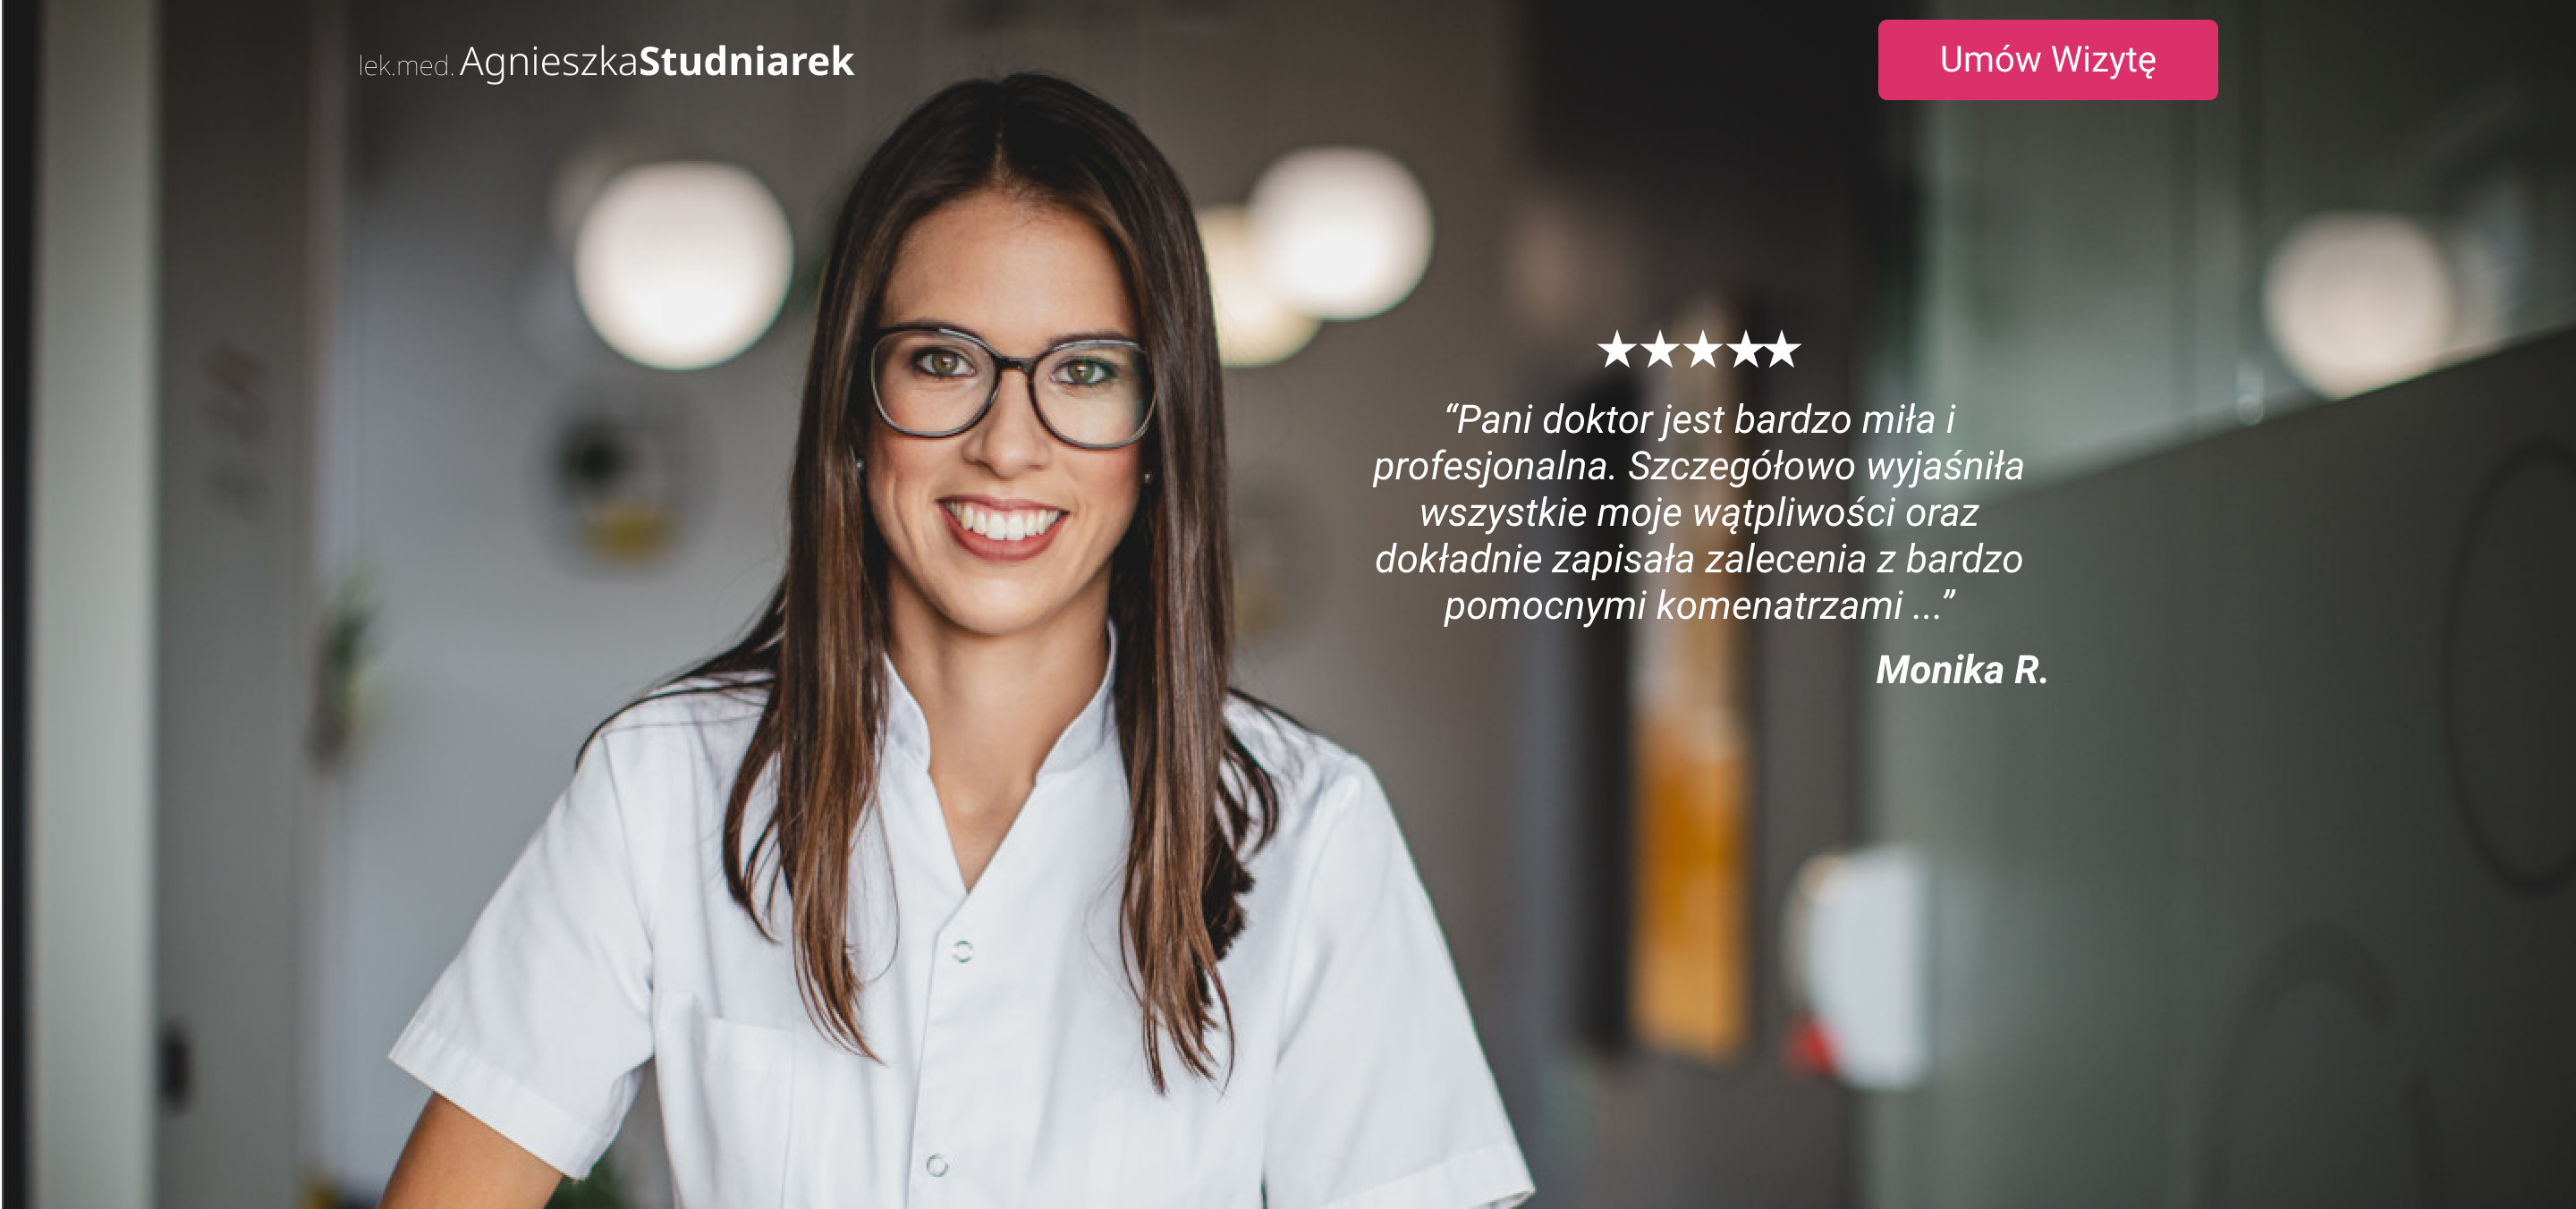 lek.med. AgnieszkaStudniarek
Umów Wizytę
★★★★★
“Pani doktor jest bardzo miła i
profesjonalna. Szczegółowo wyjaśniła
wszystkie moje wątpliwości oraz
dokładnie zapisała zalecenia z bardzo
pomocnymi komenatrzami ...”
Monika R.